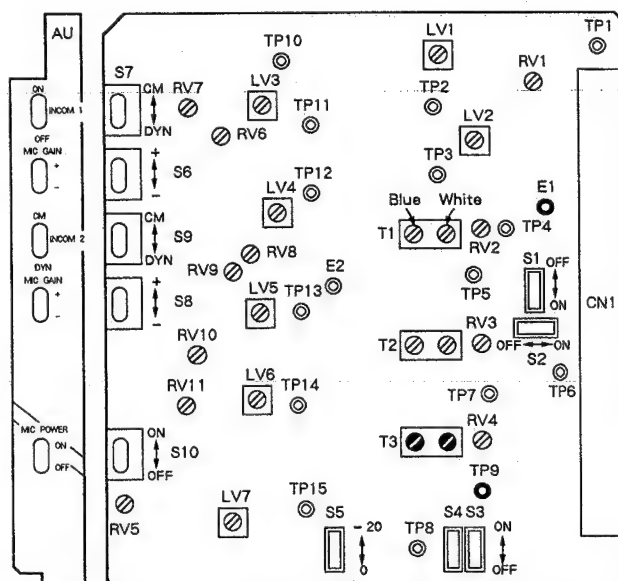 AU
ON
INCOM 1
OFF
MIC GAIN
+
-
CM
INCOM 2
DYN
MIC GAIN
+
-
MIC POWER
ON
OFF
S7
CM
DYN
+
S6
-
CM
S9
DYN
+
S8
-
ON
S10
OFF
RV5
RV7
RV6
RV8
RV9
RV10
RV11
TP10
LV3
TP11
TP12
LV4
E2
LV5
TP13
LV6
TP14
LV7
TP15
LV1
TP1
RV1
TP2
LV2
TP3
Blue
White
E1
T1
RV2
TP4
TP5
S1
OFF
ON
CN1
T2
RV3
OFF
ON
S2
TP6
TP7
T3
RV4
TP9
S5
- 20
0
TP8
S4
S3
ON
OFF